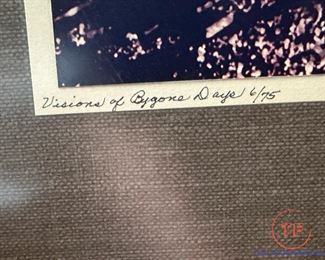 Visions of Bygone Days 6/75